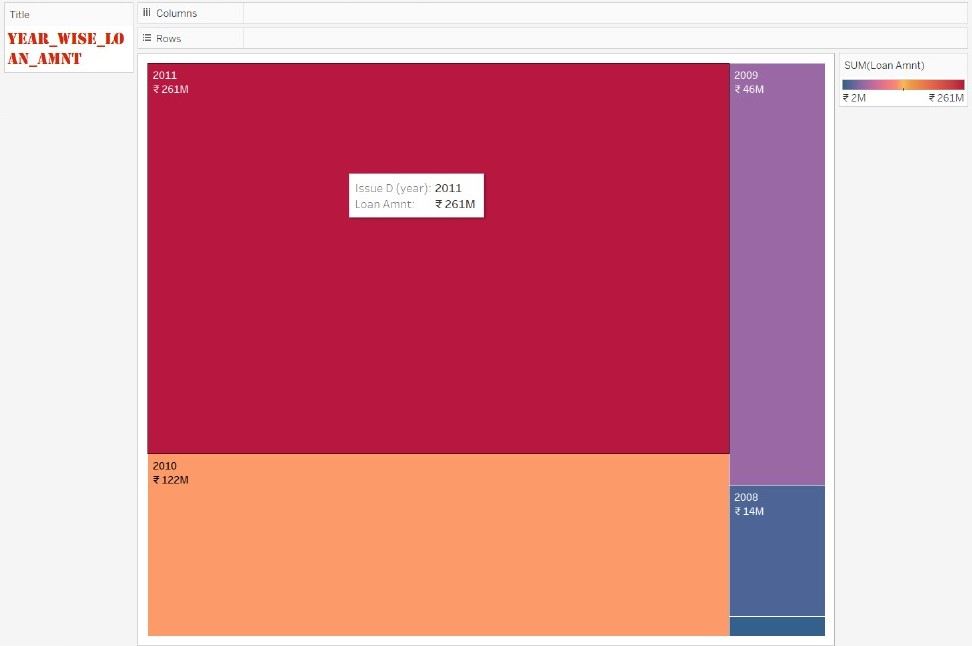 Title
YEAR_WISE_LO
AN_AMNT
Columns
Rows
2011
₹ 261M
2009
₹ 46M
Issue D (year): 2011
Loan Amnt: ₹ 261M
2010
₹ 122M
2008
₹ 14M
SUM(Loan Amnt)
₹ 2M ₹ 261M